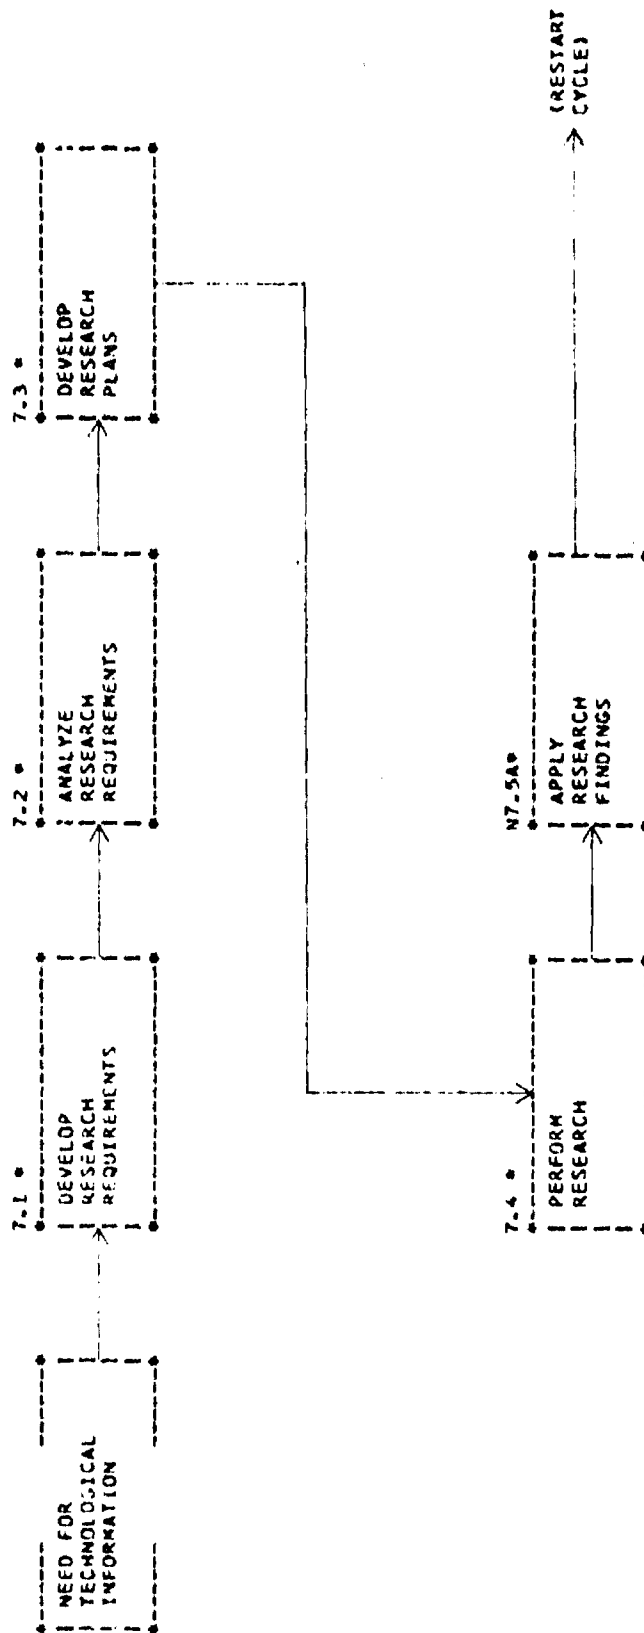 NEED FOR
TECHNOLOGICAL
INFORMATION
7.1 *
DEVELOP
RESEARCH
REQUIREMENTS
7.2 *
ANALYZE
RESEARCH
REQUIREMENTS
7.3 *
DEVELOP
RESEARCH
PLANS
7.4 *
PERFORM
RESEARCH
N7.5A*
APPLY
RESEARCH
FINDINGS
(RESTART
CYCLE)